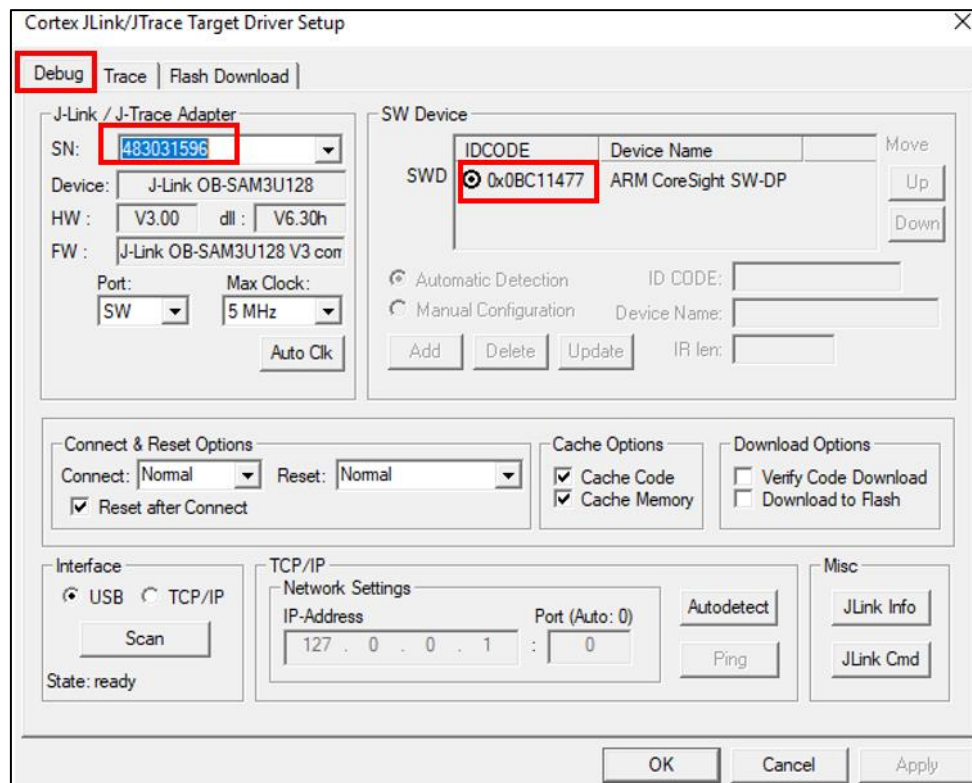 Cortex JLink/JTrace Target Driver Setup
Debug Trace Flash Download
J-Link / J-Trace Adapter
SN: 483031596
Device: J-Link OB-SAM3U128
HW : V3.00 dll : V6.30h
FW : J-Link OB-SAM3U128 V3 com
Port: Max Clock:
SW 5 MHz
Auto Clk
SW Device
IDCODE Device Name Move
SWD 0x0BC11477 ARM CoreSight SW-DP Up
Down
Automatic Detection ID CODE:
Manual Configuration Device Name:
Add Delete Update IR len:
Connect & Reset Options
Connect: Normal Reset: Normal
Reset after Connect
Cache Options
Cache Code
Cache Memory
Download Options
Verify Code Download
Download to Flash
Interface
USB TCP/IP
Scan
State: ready
TCP/IP
Network Settings
IP-Address Port (Auto: 0)
127 . 0 . 0 . 1 : 0
Autodetect
Ping
Misc
JLink Info
JLink Cmd
OK Cancel Apply